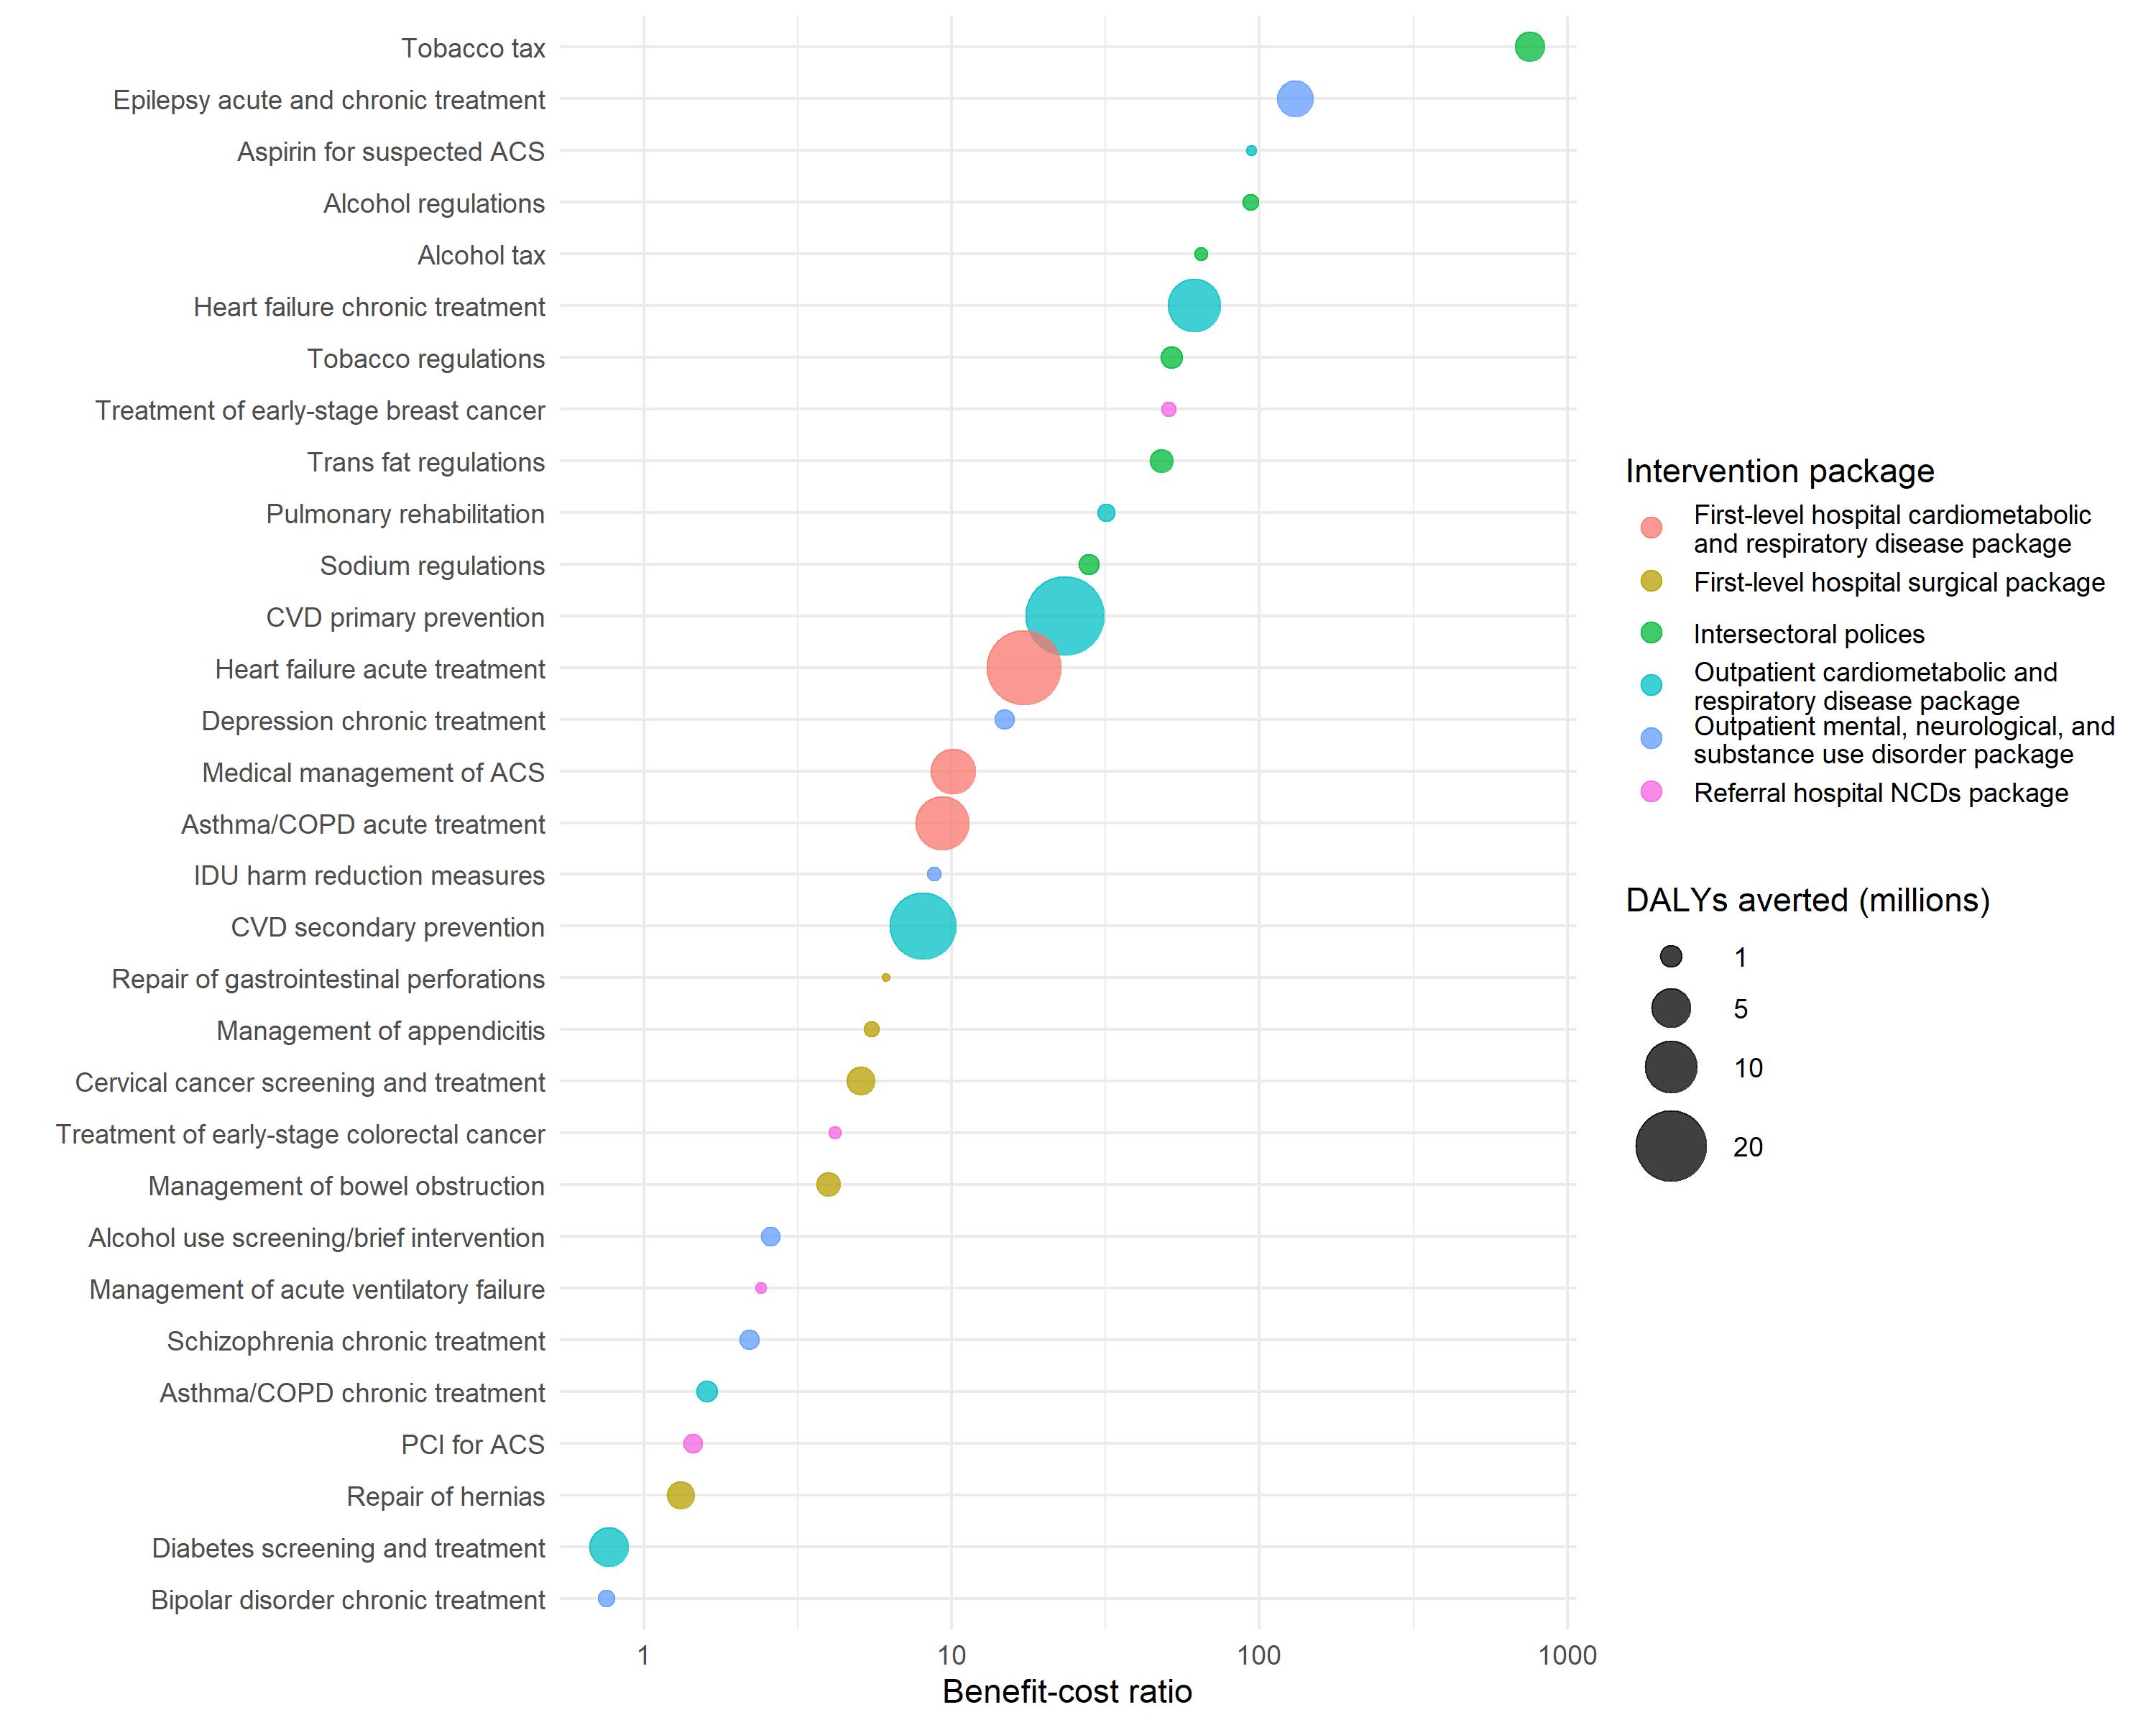 Tobacco tax
Epilepsy acute and chronic treatment
Aspirin for suspected ACS
Alcohol regulations
Alcohol tax
Heart failure chronic treatment
Tobacco regulations
Treatment of early-stage breast cancer
Trans fat regulations
Pulmonary rehabilitation
Sodium regulations
CVD primary prevention
Heart failure acute treatment
Depression chronic treatment
Medical management of ACS
Asthma/COPD acute treatment
IDU harm reduction measures
CVD secondary prevention
Repair of gastrointestinal perforations
Management of appendicitis
Cervical cancer screening and treatment
Treatment of early-stage colorectal cancer
Management of bowel obstruction
Alcohol use screening/brief intervention
Management of acute ventilatory failure
Schizophrenia chronic treatment
Asthma/COPD chronic treatment
PCI for ACS
Repair of hernias
Diabetes screening and treatment
Bipolar disorder chronic treatment
1 10 100 1000
Benefit-cost ratio
Intervention package
First-level hospital cardiometabolic
and respiratory disease package
First-level hospital surgical package
Intersectoral polices
Outpatient cardiometabolic and
respiratory disease package
Outpatient mental, neurological, and
substance use disorder package
Referral hospital NCDs package
DALYs averted (millions)
1
5
10
20